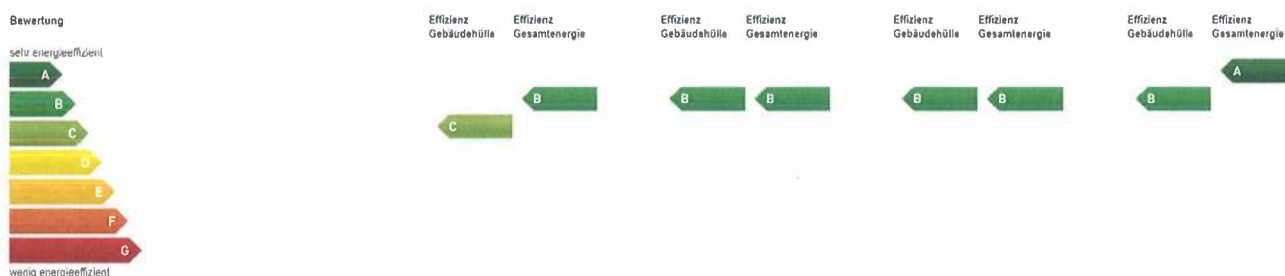 Bewertung
Effizienz Effizienz Effizienz Effizienz Effizienz Effizienz Effizienz Effizienz
Gebäudehülle Gesamtenergie Gebäudehülle Gesamtenergie Gebäudehülle Gesamtenergie Gebäudehülle Gesamtenergie
sehr energieeffizient
A A
B B B B B B B
C C
D
E
F
G
wenig energieeffizient